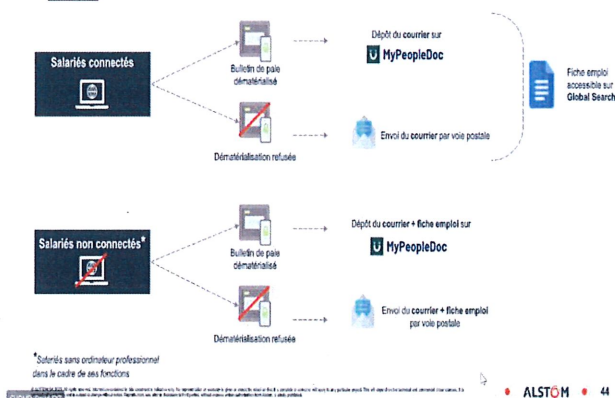 Salariés connectés
Bulletin de paie
dématérialisé
Dépôt du courrier sur
MyPeopleDoc
Dématérialisation refusée
Envoi du courrier par voie postale
Fiche emploi
accessible sur
Global Search
Salariés non connectés*
Bulletin de paie
dématérialisé
Dépôt du courrier + fiche emploi sur
MyPeopleDoc
Dématérialisation refusée
Envoi du courrier + fiche emploi
par voie postale
*Salariés sans ordinateur professionnel
dans le cadre de ses fonctions
ALSTOM 44